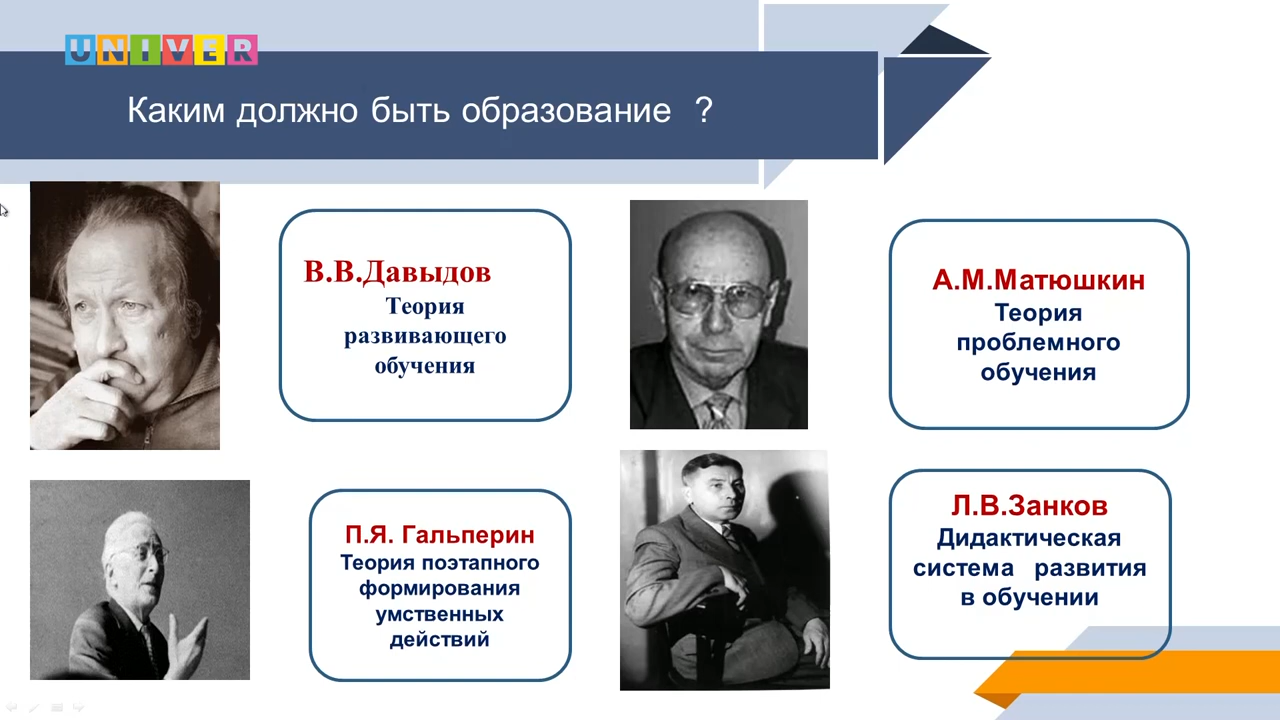 UNIVER
Каким должно быть образование ?
В.В.Давыдов
Теория
развивающего
обучения
А.М.Матюшкин
Теория
проблемного
обучения
П.Я. Гальперин
Теория поэтапного
формирования
умственных
действий
Л.В.Занков
Дидактическая
система развития
в обучении